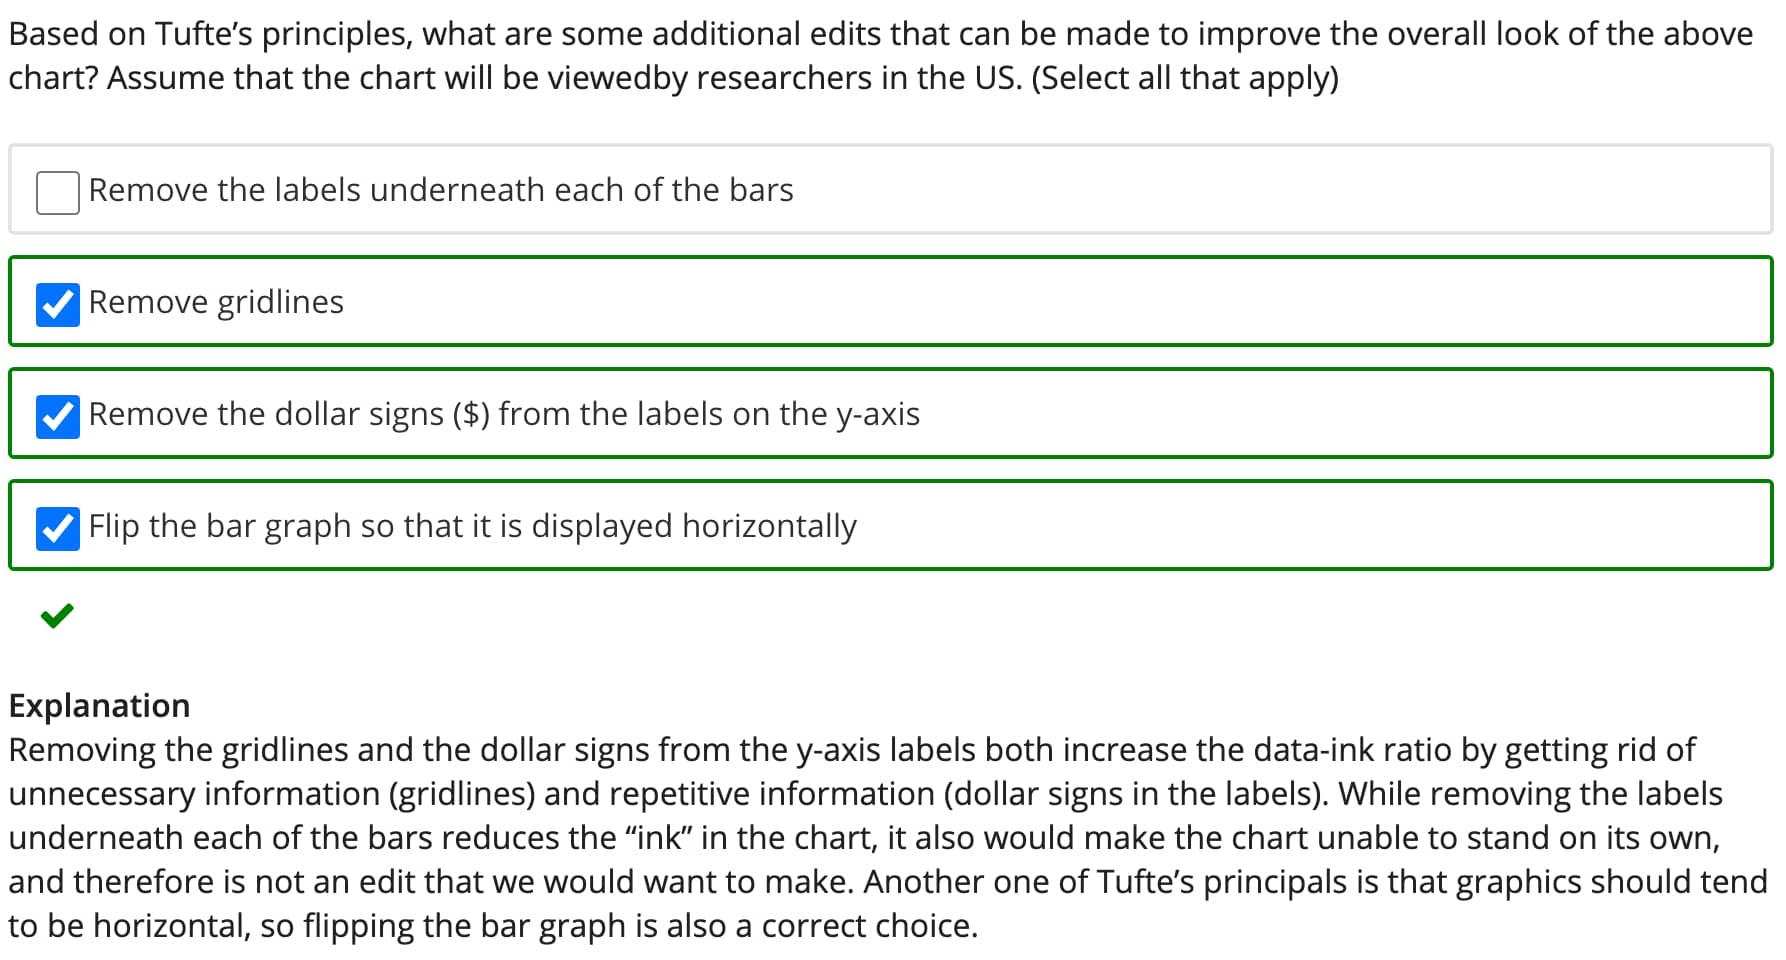 Based on Tufte’s principles, what are some additional edits that can be made to improve the overall look of the above
chart? Assume that the chart will be viewedby researchers in the US. (Select all that apply)
Remove the labels underneath each of the bars
Remove gridlines
Remove the dollar signs ($) from the labels on the y-axis
Flip the bar graph so that it is displayed horizontally
Explanation
Removing the gridlines and the dollar signs from the y-axis labels both increase the data-ink ratio by getting rid of
unnecessary information (gridlines) and repetitive information (dollar signs in the labels). While removing the labels
underneath each of the bars reduces the “ink” in the chart, it also would make the chart unable to stand on its own,
and therefore is not an edit that we would want to make. Another one of Tufte’s principals is that graphics should tend
to be horizontal, so flipping the bar graph is also a correct choice.